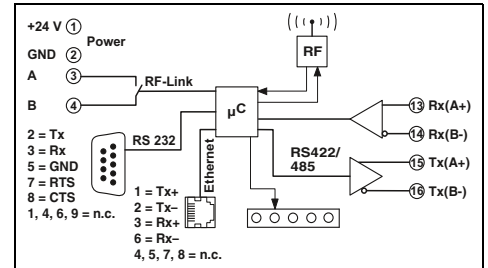 +24 V 1
Power
GND 2
A 3
RF-Link
B 4
RF
µC
13 Rx(A+)
14 Rx(B-)
RS422/
485
15 Tx(A+)
16 Tx(B-)
RS 232
2 = Tx
3 = Rx
5 = GND
7 = RTS
8 = CTS
1, 4, 6, 9 = n.c.
Ethernet
1 = Tx+
2 = Tx–
3 = Rx+
6 = Rx–
4, 5, 7, 8 = n.c.